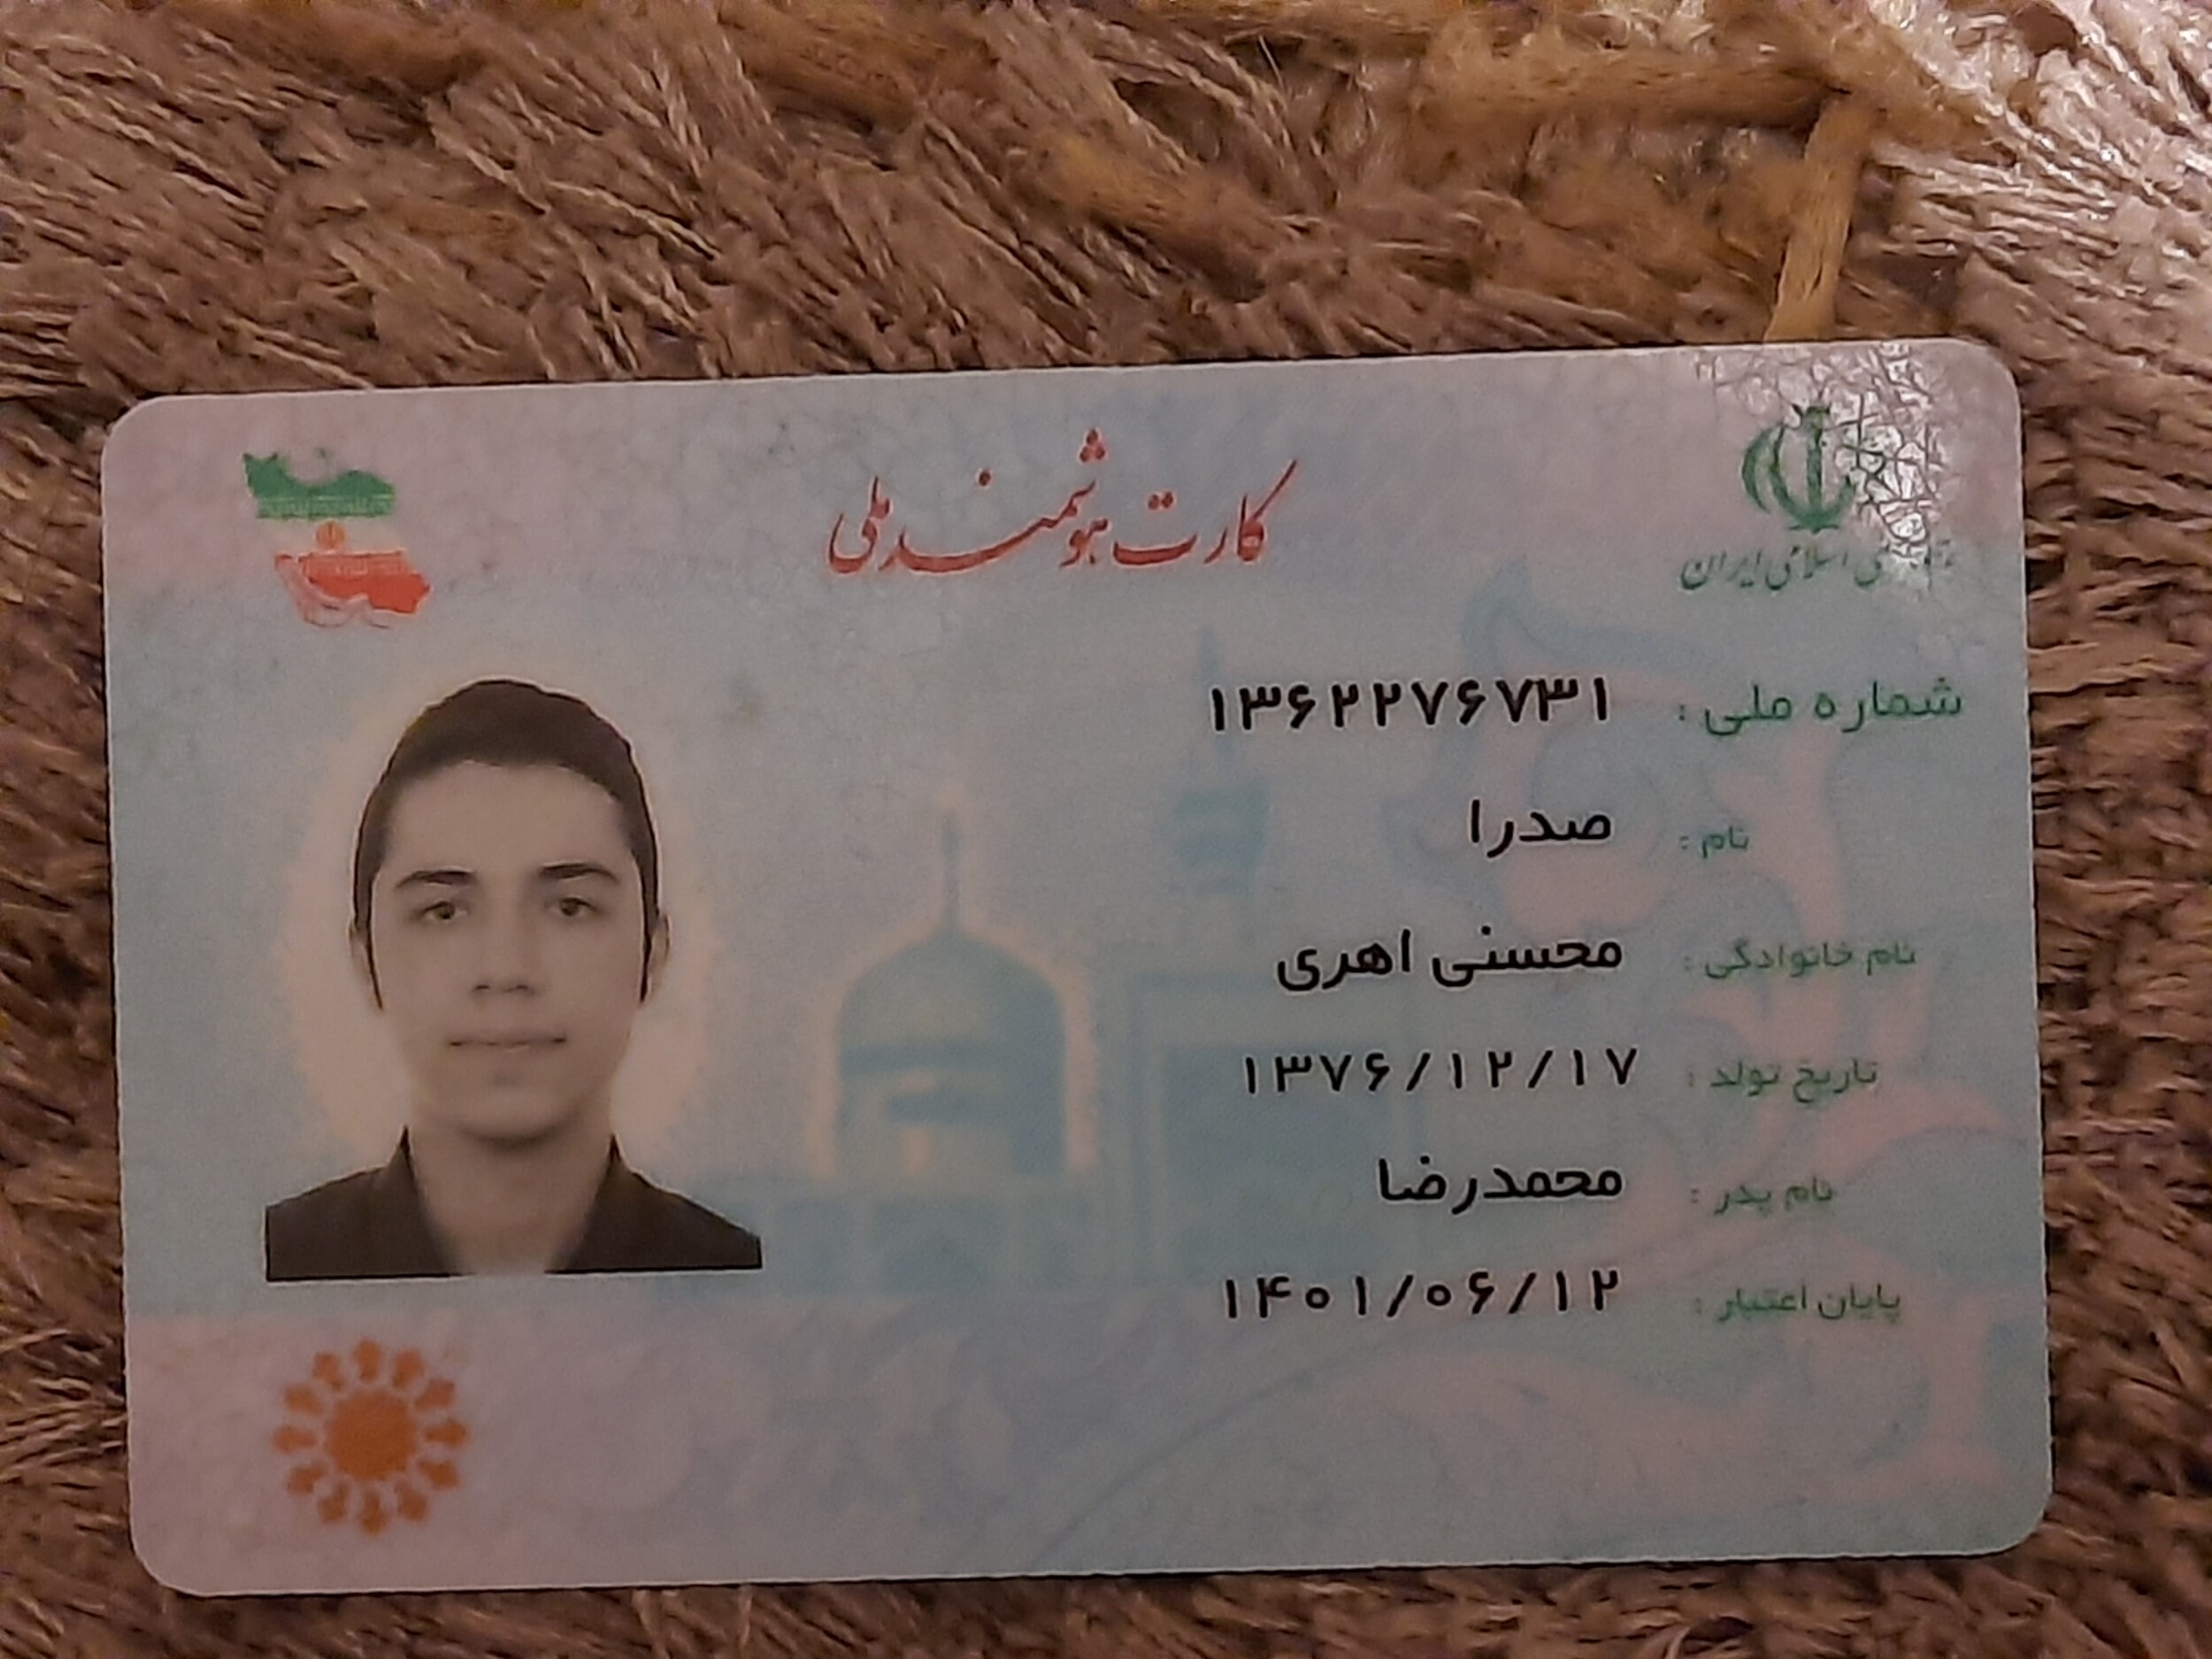 کارت هوشمند ملی
اسلامی ایران
شماره ملی : ۱۳۶۲۲۷۶۷۳۱
نام : صدرا
نام خانوادگی : محسنی اهری
تاریخ تولد : ۱۳۷۶/۱۲/۱۷
نام پدر : محمدرضا
پایان اعتبار : ۱۴۰۱/۰۶/۱۲